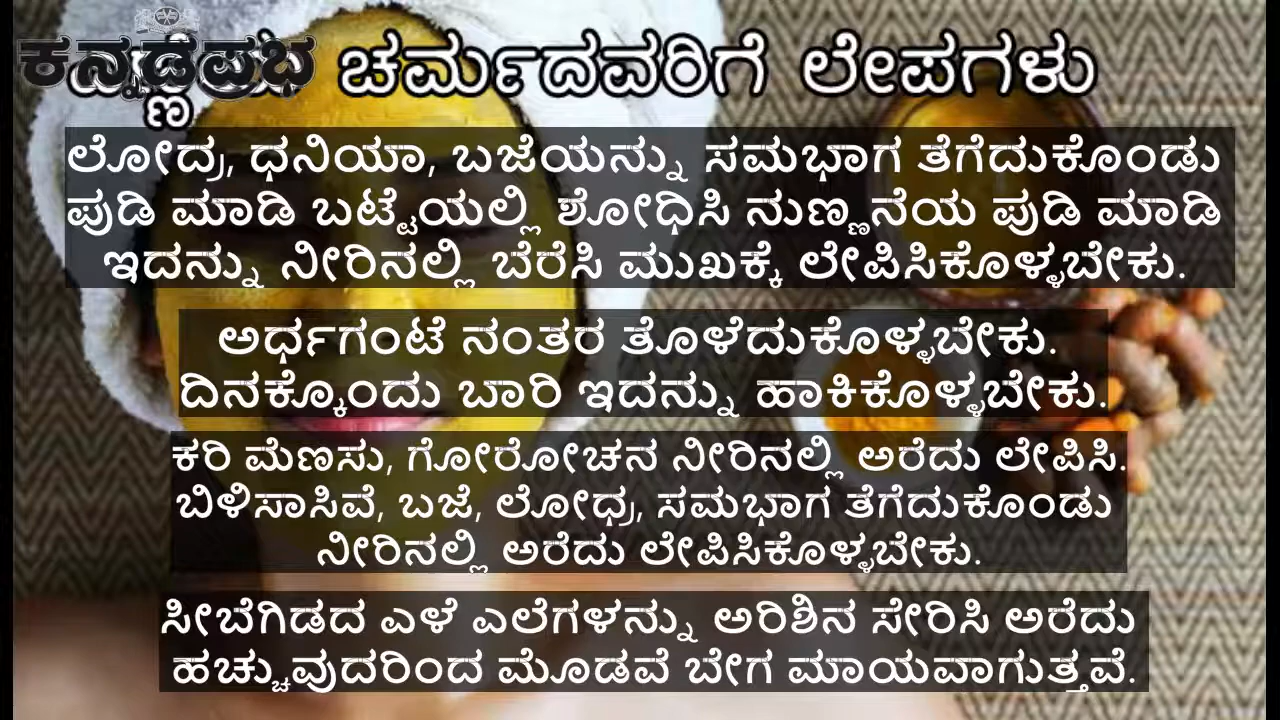 ಕನ್ನಡಪ್ರಭ
ಚರ್ಮದವರಿಗೆ ಲೇಪಗಳು
ಲೋದ್ರ, ಧನಿಯಾ, ಬಜೆಯನ್ನು ಸಮಭಾಗ ತೆಗೆದುಕೊಂಡು
ಪುಡಿ ಮಾಡಿ ಬಟ್ಟೆಯಲ್ಲಿ ಶೋಧಿಸಿ ನುಣ್ಣನೆಯ ಪುಡಿ ಮಾಡಿ
ಇದನ್ನು ನೀರಿನಲ್ಲಿ ಬೆರೆಸಿ ಮುಖಕ್ಕೆ ಲೇಪಿಸಿಕೊಳ್ಳಬೇಕು.
ಅರ್ಧಗಂಟೆ ನಂತರ ತೊಳೆದುಕೊಳ್ಳಬೇಕು.
ದಿನಕ್ಕೊಂದು ಬಾರಿ ಇದನ್ನು ಹಾಕಿಕೊಳ್ಳಬೇಕು.
ಕರಿ ಮೆಣಸು, ಗೋರೋಚನ ನೀರಿನಲ್ಲಿ ಅರೆದು ಲೇಪಿಸಿ.
ಬಿಳಿಸಾಸಿವೆ, ಬಜೆ, ಲೋಧ್ರ, ಸಮಭಾಗ ತೆಗೆದುಕೊಂಡು
ನೀರಿನಲ್ಲಿ ಅರೆದು ಲೇಪಿಸಿಕೊಳ್ಳಬೇಕು.
ಸೀಬೆಗಿಡದ ಎಳೆ ಎಲೆಗಳನ್ನು ಅರಿಶಿನ ಸೇರಿಸಿ ಅರೆದು
ಹಚ್ಚುವುದರಿಂದ ಮೊಡವೆ ಬೇಗ ಮಾಯವಾಗುತ್ತವೆ.